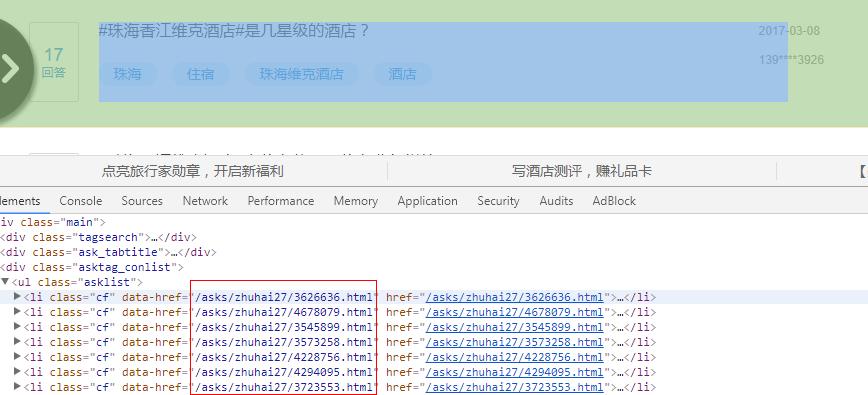 #珠海香江维克酒店#是几星级的酒店？
2017-03-08
17
回答
139****3926
珠海 住宿 珠海维克酒店 酒店
点亮旅行家勋章，开启新福利 写酒店测评，赚礼品卡 【
lements Console Sources Network Performance Memory Application Security Audits AdBlock
iv class="main">
<div class="tagsearch">…</div>
<div class="ask_tabtitle">…</div>
<div class="asktag_conlist">
▼<ul class="asklist">
▶<li class="cf" data-href="/asks/zhuhai27/3626636.html" href="/asks/zhuhai27/3626636.html">…</li>
▶<li class="cf" data-href="/asks/zhuhai27/4678079.html" href="/asks/zhuhai27/4678079.html">…</li>
▶<li class="cf" data-href="/asks/zhuhai27/3545899.html" href="/asks/zhuhai27/3545899.html">…</li>
▶<li class="cf" data-href="/asks/zhuhai27/3573258.html" href="/asks/zhuhai27/3573258.html">…</li>
▶<li class="cf" data-href="/asks/zhuhai27/4228756.html" href="/asks/zhuhai27/4228756.html">…</li>
▶<li class="cf" data-href="/asks/zhuhai27/4294095.html" href="/asks/zhuhai27/4294095.html">…</li>
▶<li class="cf" data-href="/asks/zhuhai27/3723553.html" href="/asks/zhuhai27/3723553.html">…</li>